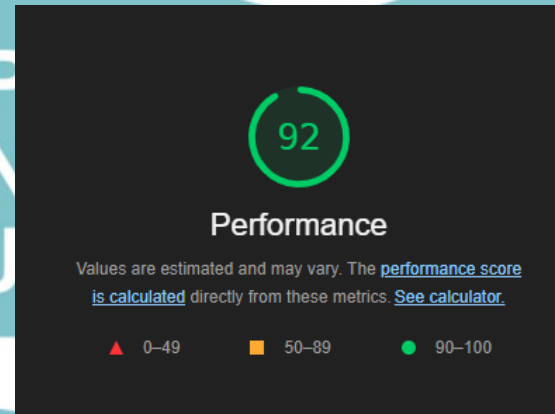 92
Performance
Values are estimated and may vary. The performance score
is calculated directly from these metrics. See calculator.
0–49 50–89 90–100